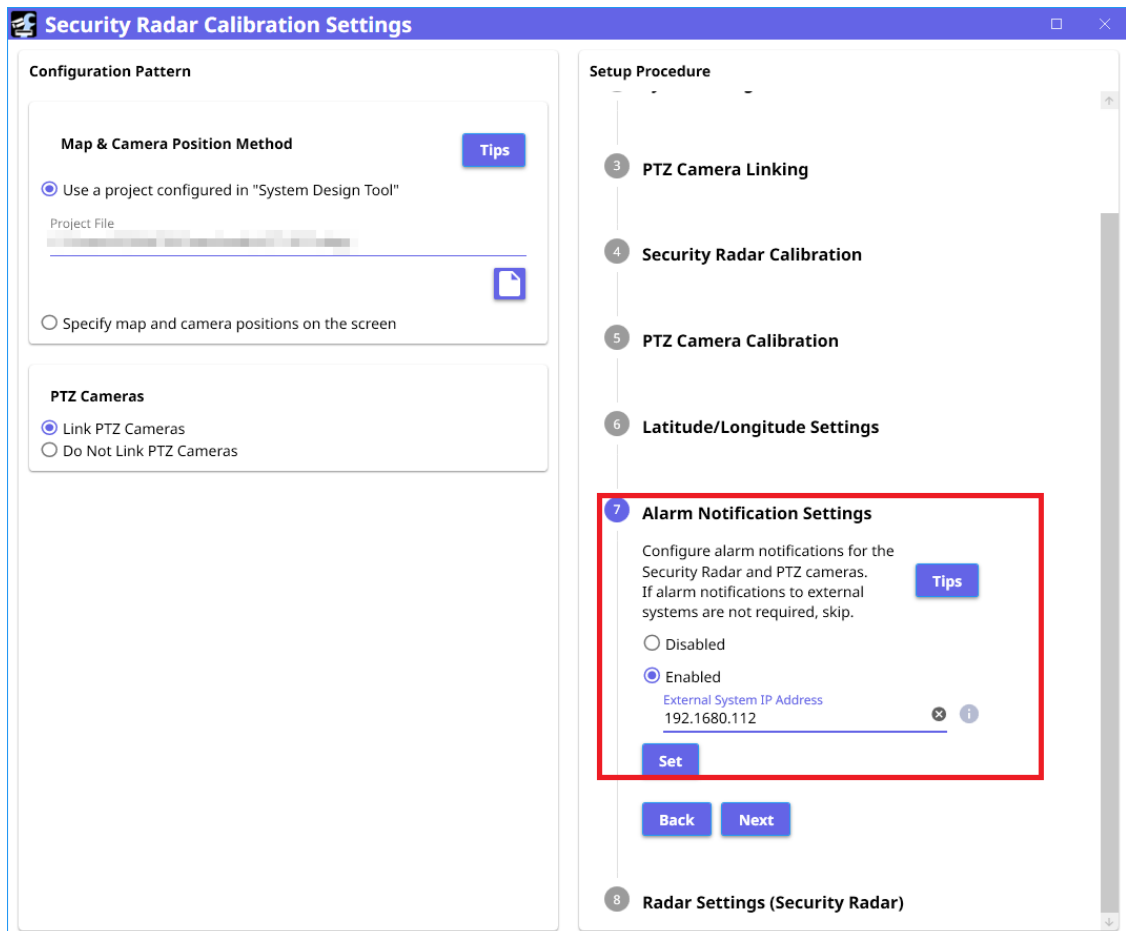 Security Radar Calibration Settings
Configuration Pattern
Map & Camera Position Method
Tips
Use a project configured in "System Design Tool"
Project File
Specify map and camera positions on the screen
PTZ Cameras
Link PTZ Cameras
Do Not Link PTZ Cameras
Setup Procedure
3 PTZ Camera Linking
4 Security Radar Calibration
5 PTZ Camera Calibration
6 Latitude/Longitude Settings
7 Alarm Notification Settings
Configure alarm notifications for the
Security Radar and PTZ cameras.
If alarm notifications to external
systems are not required, skip.
Tips
Disabled
Enabled
External System IP Address
192.1680.112
Set
Back Next
8 Radar Settings (Security Radar)